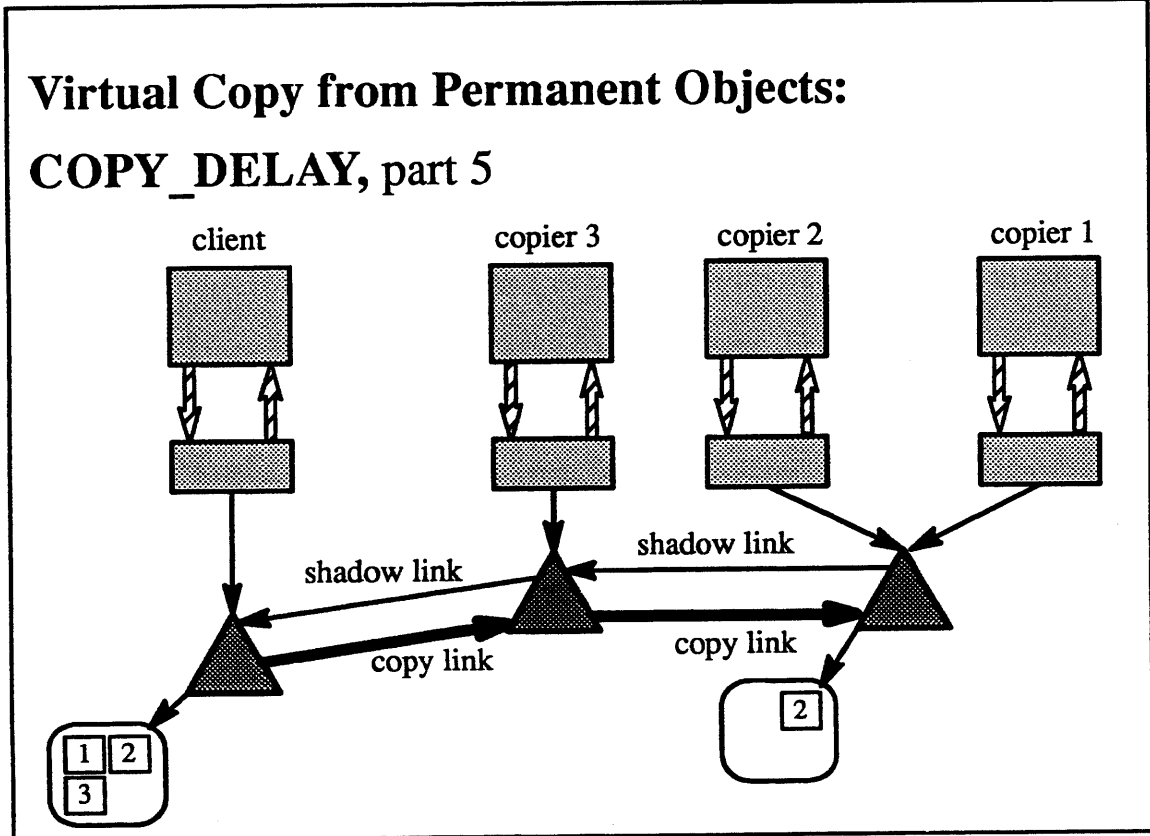 Virtual Copy from Permanent Objects:
COPY_DELAY, part 5
client
copier 3
copier 2
copier 1
shadow link
shadow link
copy link
copy link
1 2
3
2